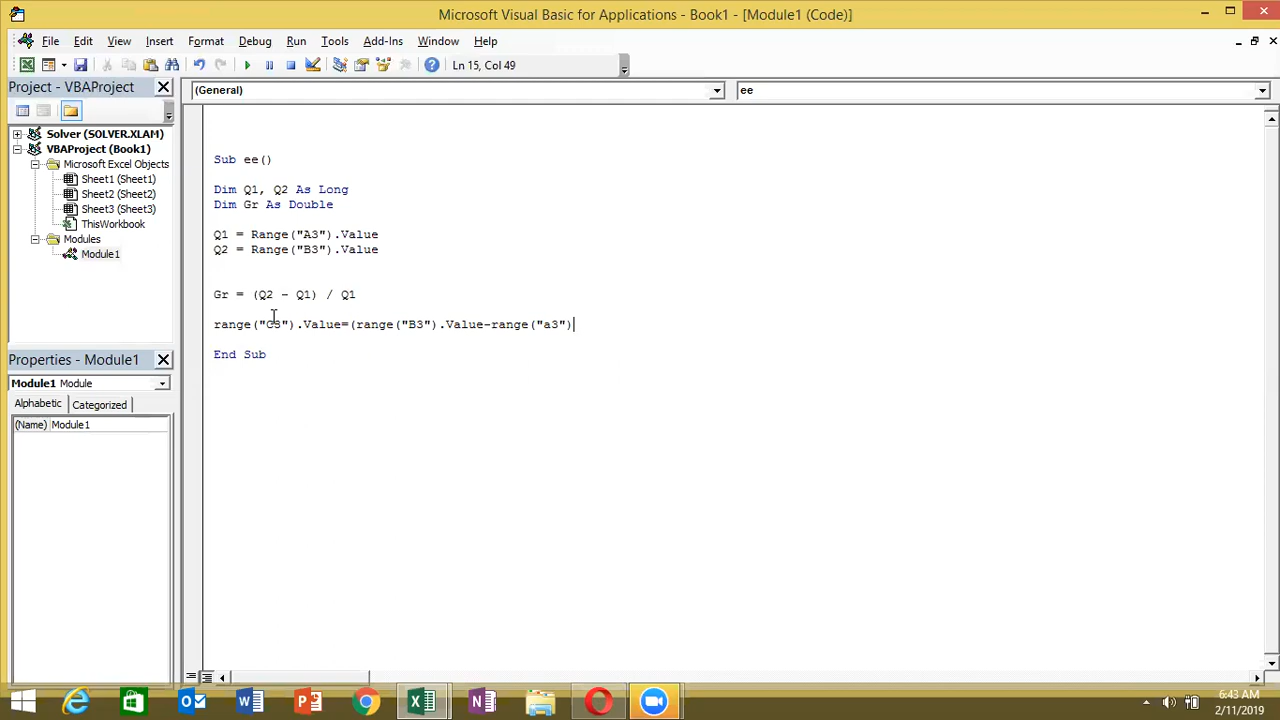 Microsoft Visual Basic for Applications - Book1 - [Module1 (Code)]
File Edit View Insert Format Debug Run Tools Add-Ins Window Help
Ln 15, Col 49
Project - VBAProject
(General)
ee
Solver (SOLVER.XLAM)
VBAProject (Book1)
Microsoft Excel Objects
Sheet1 (Sheet1)
Sheet2 (Sheet2)
Sheet3 (Sheet3)
ThisWorkbook
Modules
Module1
Sub ee()
Dim Q1, Q2 As Long
Dim Gr As Double
Q1 = Range("A3").Value
Q2 = Range("B3").Value
Gr = (Q2 - Q1) / Q1
range("C3").Value=(range("B3").Value-range("a3")
End Sub
Properties - Module1
Module1 Module
Alphabetic Categorized
(Name) Module1
6:43 AM
2/11/2019